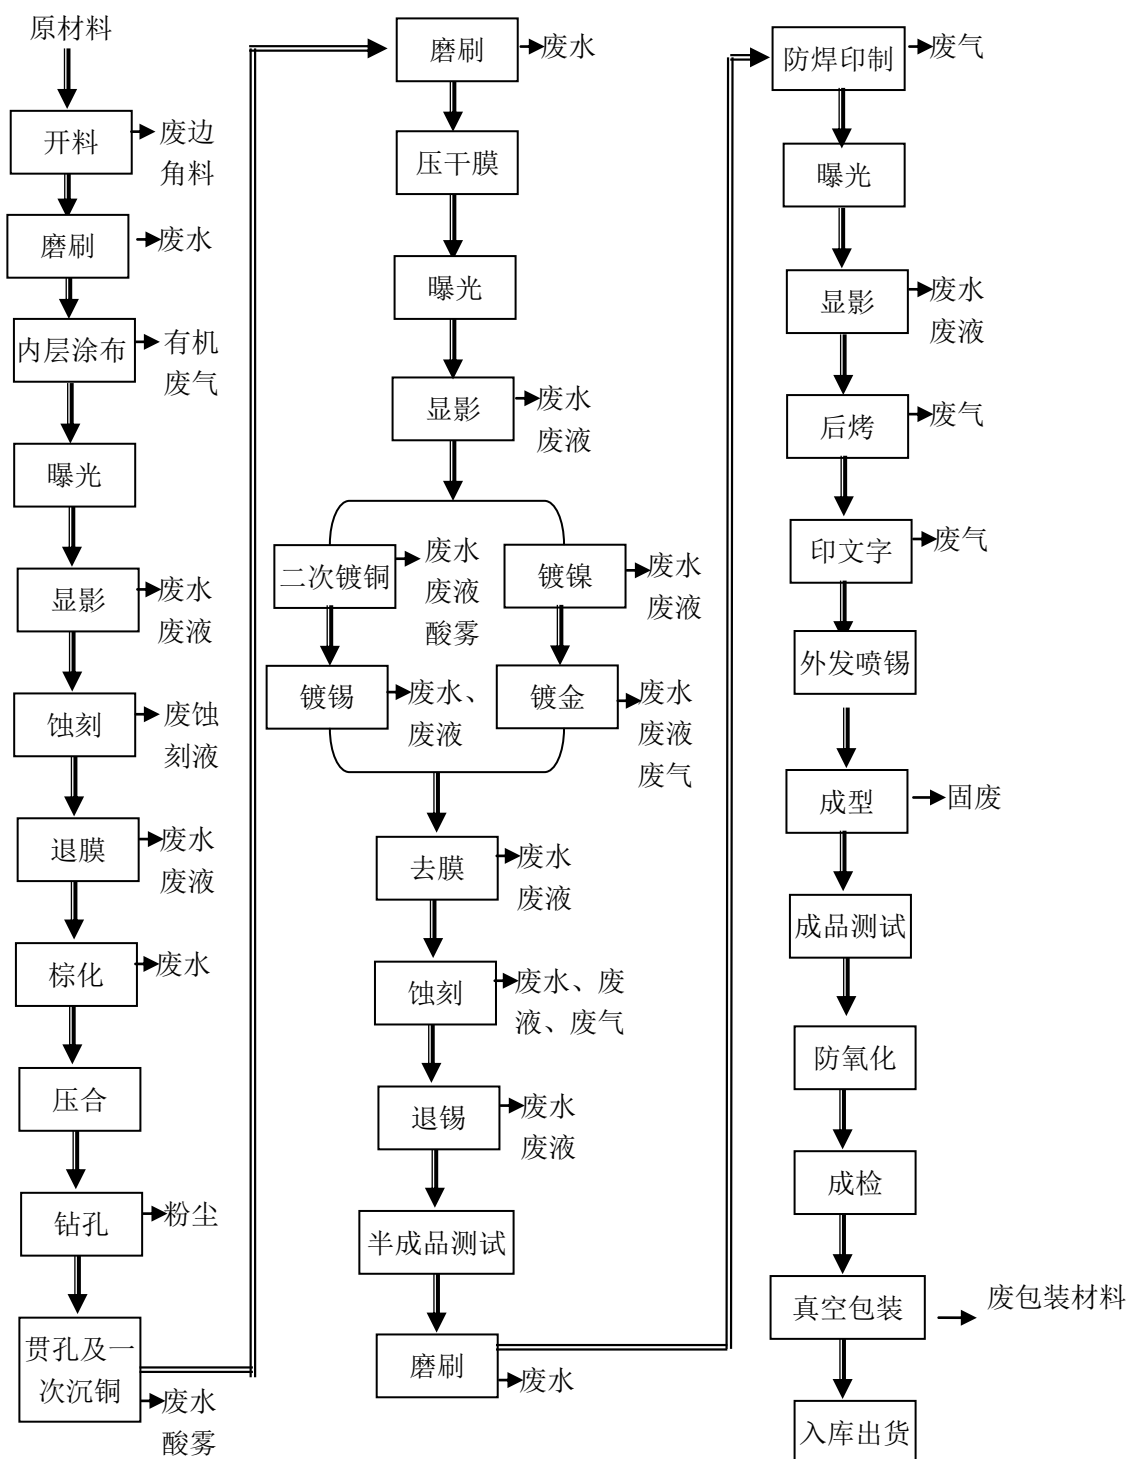 原材料
开料
废边
角料
磨刷
废水
内层涂布
有机
废气
曝光
显影
废水
废液
蚀刻
废蚀
刻液
退膜
废水
废液
棕化
废水
压合
钻孔
粉尘
贯孔及一
次沉铜
废水
酸雾
磨刷
废水
压干膜
曝光
显影
废水
废液
二次镀铜
废水
废液
酸雾
镀镍
废水
废液
镀锡
废水、
废液
镀金
废水
废液
废气
去膜
废水
废液
蚀刻
废水、废
液、废气
退锡
废水
废液
半成品测试
磨刷
废水
防焊印制
废气
曝光
显影
废水
废液
后烤
废气
印文字
废气
外发喷锡
成型
固废
成品测试
防氧化
成检
真空包装
废包装材料
入库出货